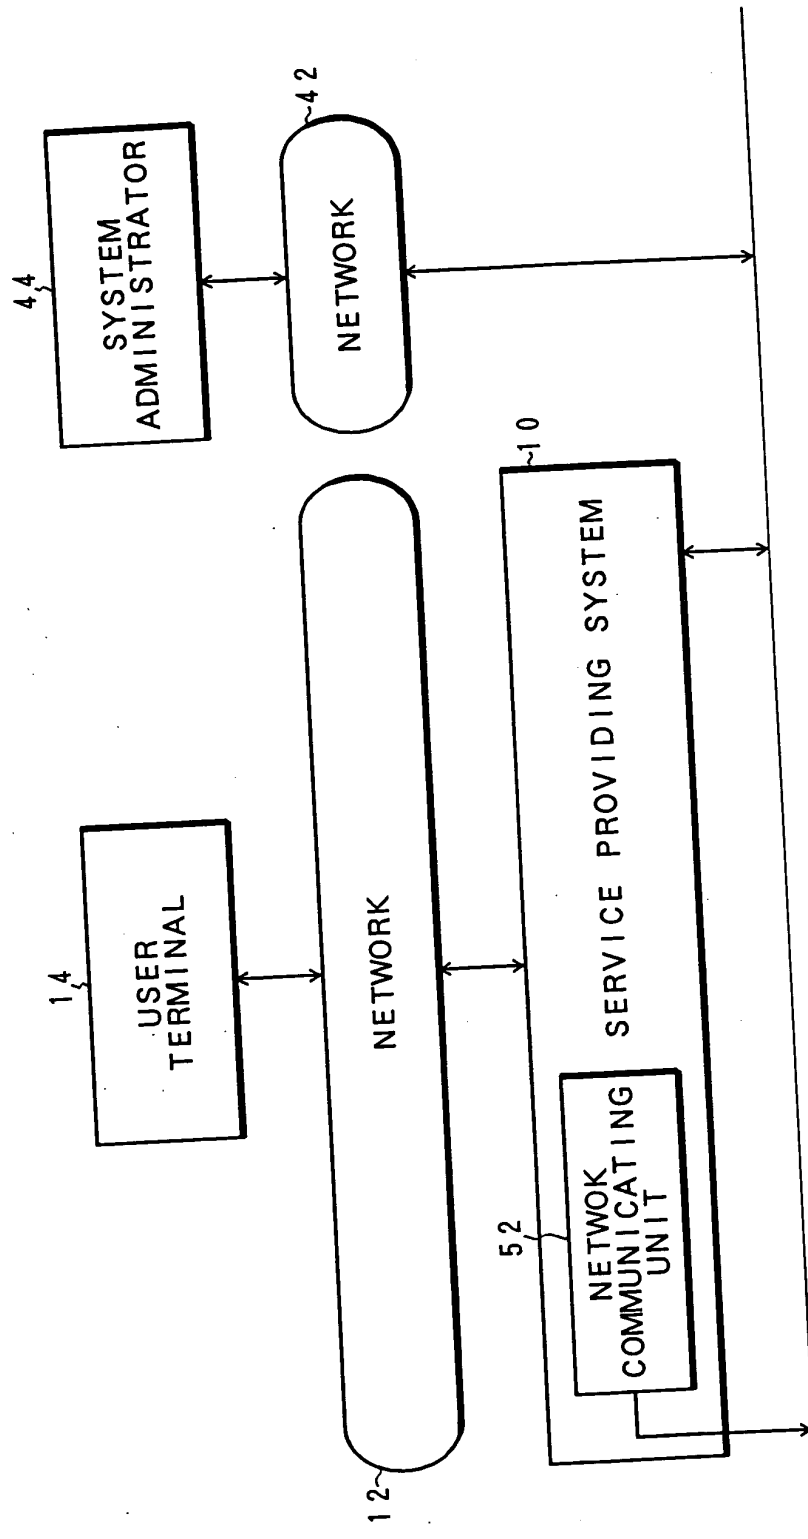 14
USER
TERMINAL
44
SYSTEM
ADMINISTRATOR
12
NETWORK
NETWORK
42
52
NETWOK
COMMUNICATING
UNIT
SERVICE PROVIDING SYSTEM
10